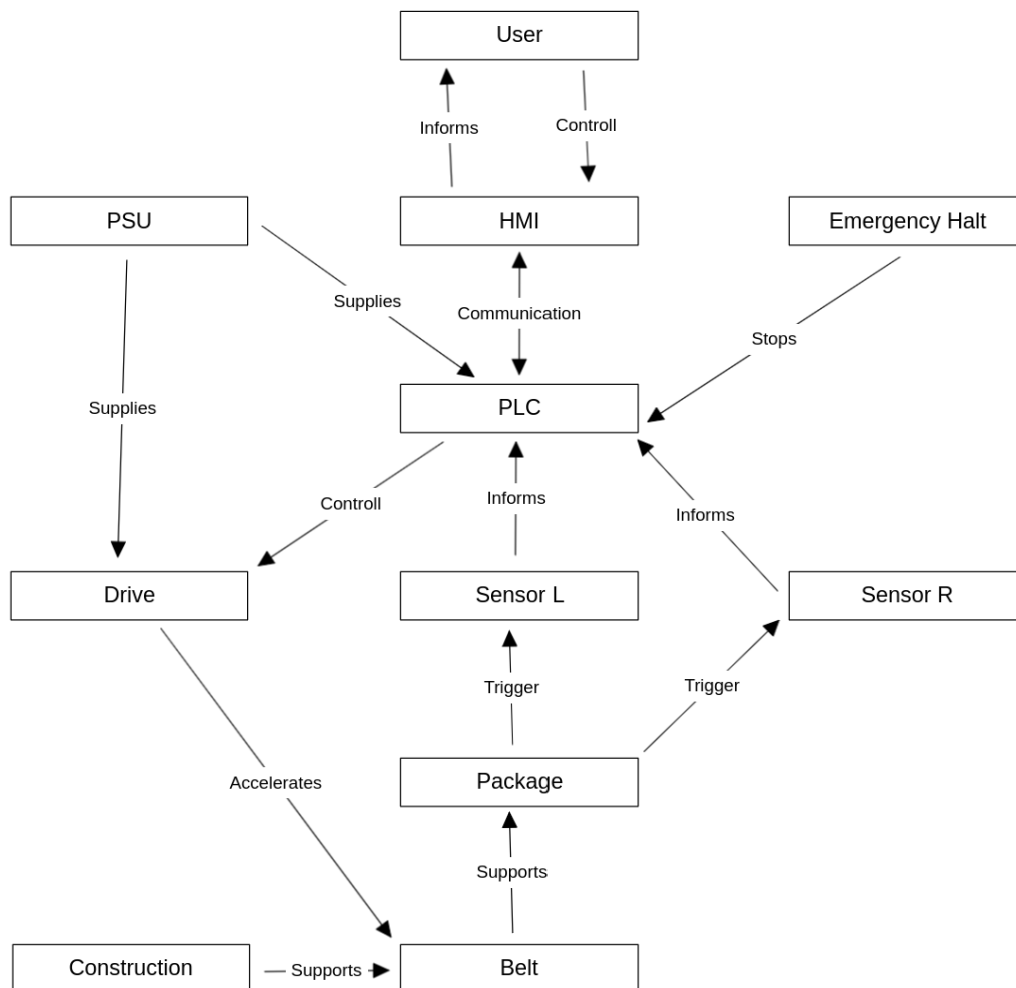 User
Informs
Controll
PSU
HMI
Emergency Halt
Supplies
Communication
Stops
Supplies
PLC
Controll
Informs
Informs
Drive
Sensor L
Sensor R
Trigger
Trigger
Accelerates
Package
Supports
Construction
Supports
Belt